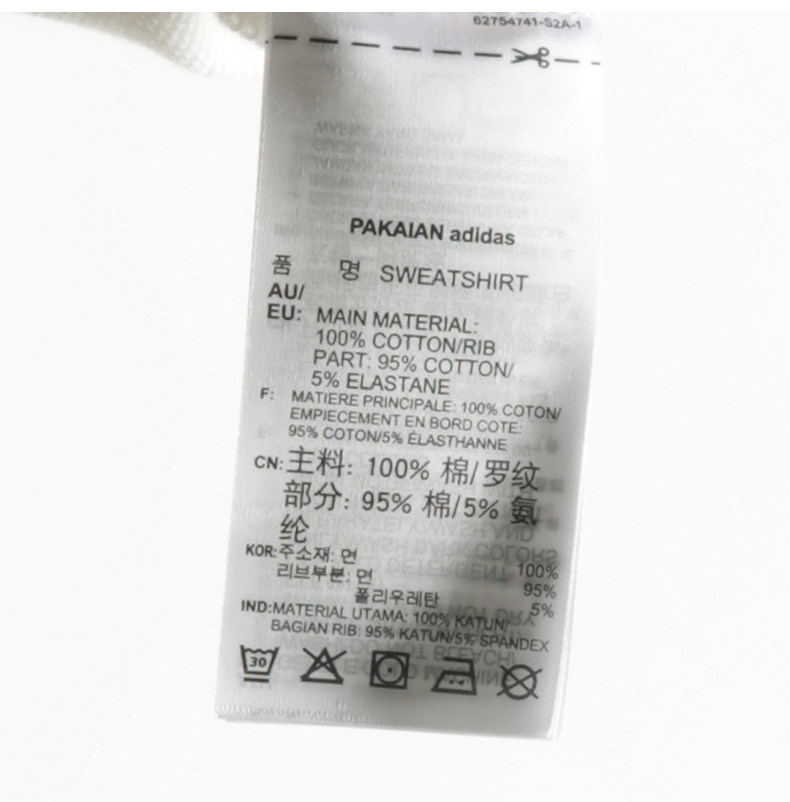 62754741-S2A-1
PAKAIAN adidas
품 명 SWEATSHIRT
AU/
EU: MAIN MATERIAL:
100% COTTON/RIB
PART: 95% COTTON/
5% ELASTANE
F: MATIERE PRINCIPALE: 100% COTON/
EMPIECEMENT EN BORD COTE:
95% COTON/5% ÉLASTHANNE
CN: 主料: 100% 棉/罗纹
部分: 95% 棉/5% 氨
纶
KOR: 주소재: 면 100%
리브부분: 면 95%
폴리우레탄 5%
IND: MATERIAL UTAMA: 100% KATUN/
BAGIAN RIB: 95% KATUN/5% SPANDEX
30